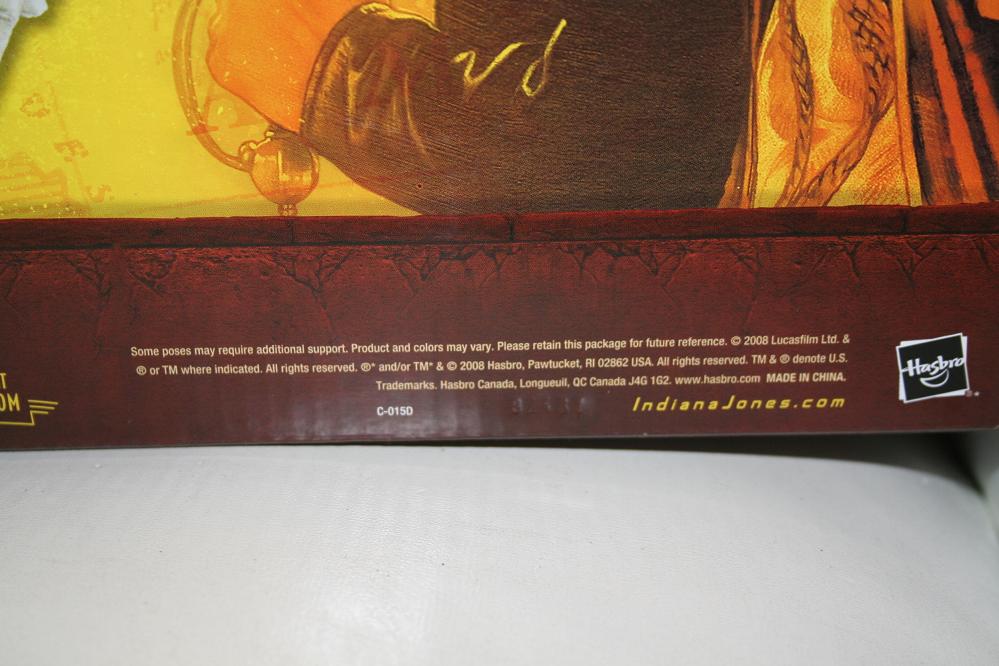 Some poses may require additional support. Product and colors may vary. Please retain this package for future reference. © 2008 Lucasfilm Ltd. &
® or TM where indicated. All rights reserved. ®* and/or TM* & © 2008 Hasbro, Pawtucket, RI 02862 USA. All rights reserved. TM & ® denote U.S.
Trademarks. Hasbro Canada, Longueuil, QC Canada J4G 1G2. www.hasbro.com MADE IN CHINA.
C-015D
IndianaJones.com
Hasbro